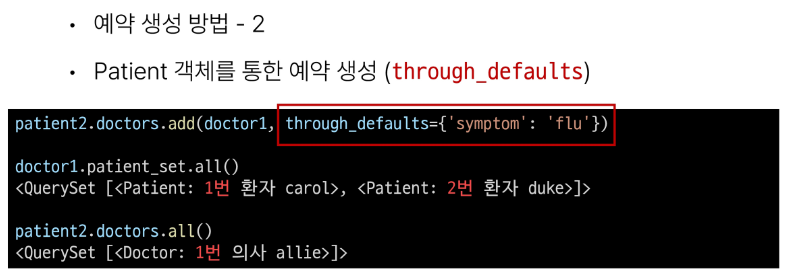 • 예약 생성 방법 - 2
• Patient 객체를 통한 예약 생성 (through_defaults)
patient2.doctors.add(doctor1, through_defaults={'symptom': 'flu'})
doctor1.patient_set.all()
<QuerySet [<Patient: 1번 환자 carol>, <Patient: 2번 환자 duke>]>
patient2.doctors.all()
<QuerySet [<Doctor: 1번 의사 allie>]>